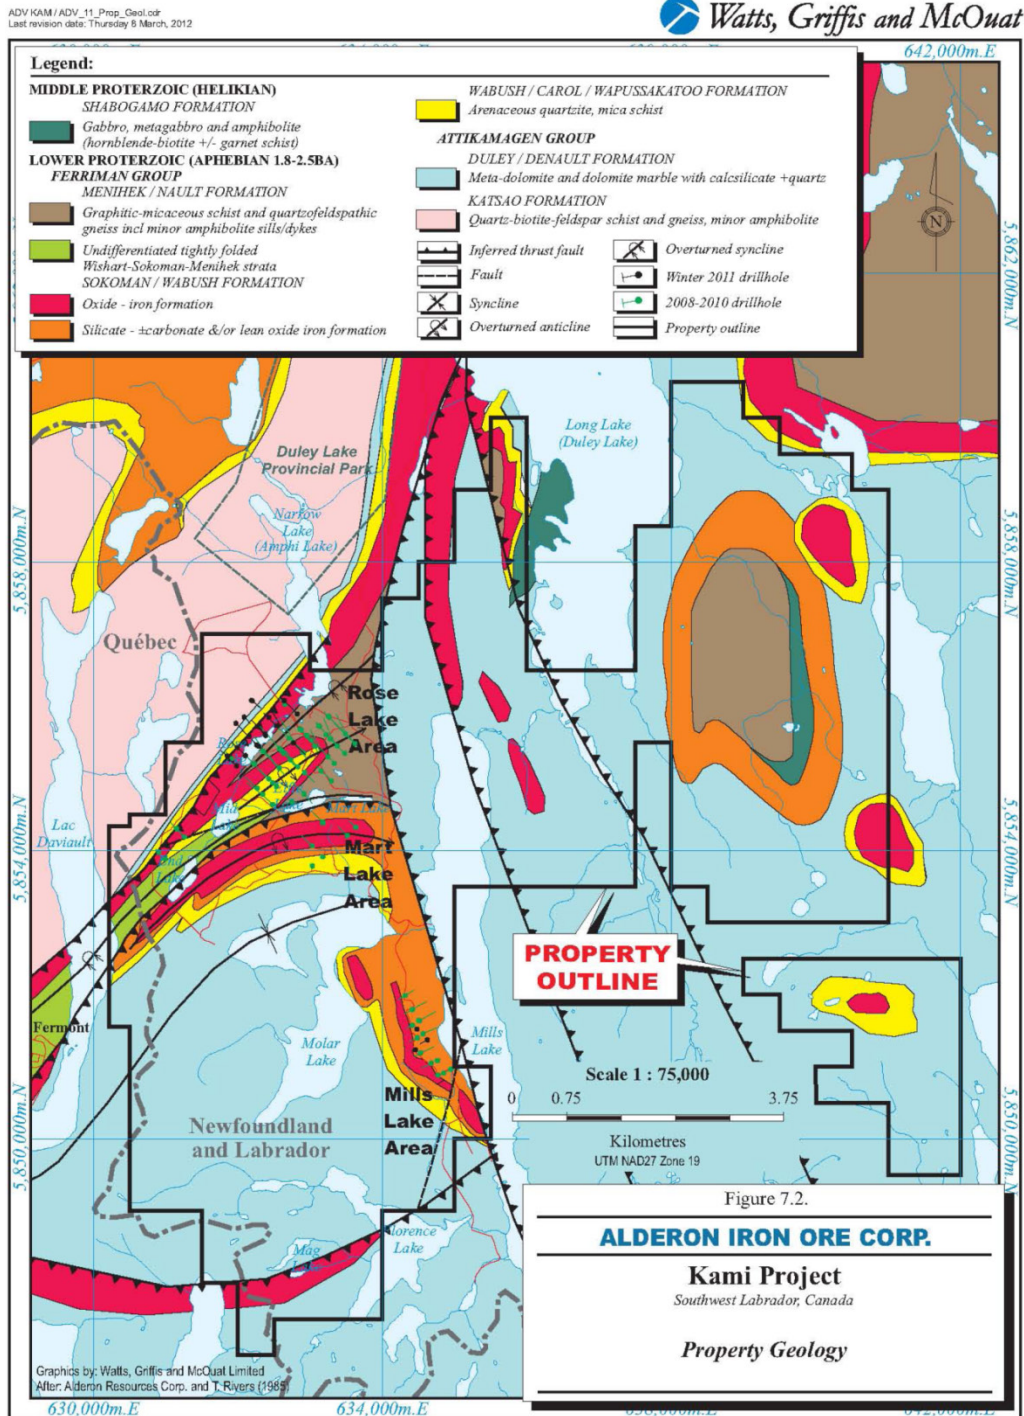 ADV KAM / ADV_11_Prop_Geol.cdr
Last revision date: Thursday 8 March, 2012
Watts, Griffis and McOuat
642,000m.E
Legend:
MIDDLE PROTERZOIC (HELIKIAN)
SHABOGAMO FORMATION
Gabbro, metagabbro and amphibolite
(hornblende-biotite +/- garnet schist)
LOWER PROTERZOIC (APHEBIAN 1.8-2.5BA)
FERRIMAN GROUP
MENIHEK / NAULT FORMATION
Graphitic-micaceous schist and quartzofeldspathic
gneiss incl minor amphibolite sills/dykes
Undifferentiated tightly folded
Wishart-Sokoman-Menihek strata
SOKOMAN / WABUSH FORMATION
Oxide - iron formation
Silicate - ±carbonate &/or lean oxide iron formation
WABUSH / CAROL / WAPUSSAKATOO FORMATION
Arenaceous quartzite, mica schist
ATTIKAMAGEN GROUP
DULEY / DENAULT FORMATION
Meta-dolomite and dolomite marble with calcsilicate +quartz
KATSAO FORMATION
Quartz-biotite-feldspar schist and gneiss, minor amphibolite
Inferred thrust fault
Fault
Syncline
Overturned anticline
Overturned syncline
Winter 2011 drillhole
2008-2010 drillhole
Property outline
N
5,862,000m.N
Long Lake
(Duley Lake)
Duley Lake
Provincial Park
Narrow
Lake
(Amphi Lake)
5,858,000m.N
5,858,000m.N
Québec
Rose
Lake
Area
Lac
Daviault
5,854,000m.N
5,854,000m.N
Mart
Lake
Area
PROPERTY
OUTLINE
Fermont
Molar
Lake
Mills
Lake
Scale 1 : 75,000
0 0.75 3.75
Kilometres
UTM NAD27 Zone 19
Mills
Lake
Area
Newfoundland
and Labrador
5,850,000m.N
5,850,000m.N
Mag
Lake
Figure 7.2.
ALDERON IRON ORE CORP.
Kami Project
Southwest Labrador, Canada
Property Geology
Graphics by: Watts, Griffis and McOuat Limited
After: Alderon Resources Corp. and T. Rivers (1985)
630,000m.E
634,000m.E